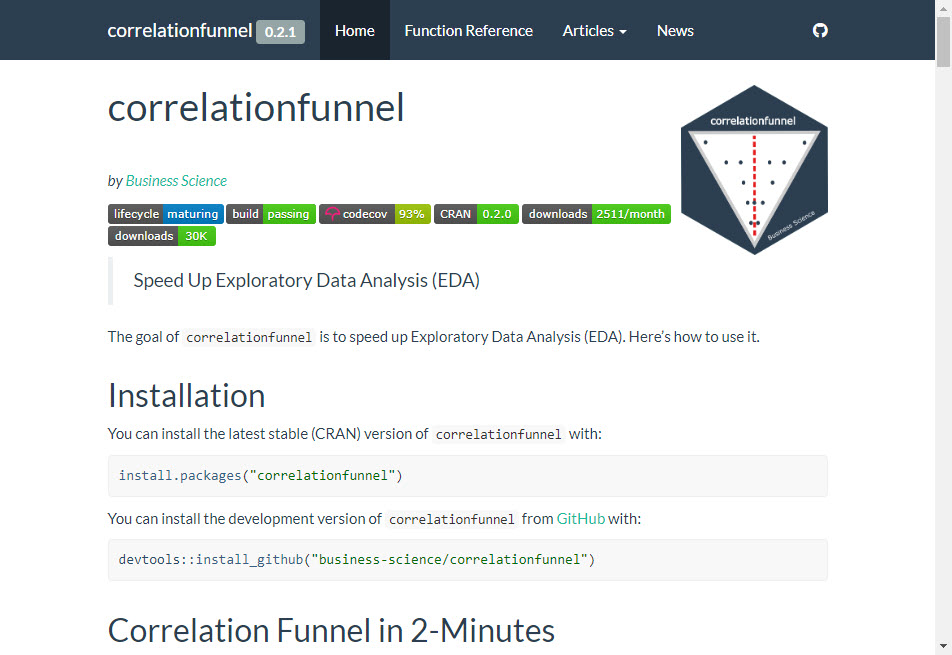 correlationfunnel 0.2.1 Home Function Reference Articles News
correlationfunnel
correlationfunnel
by Business Science
lifecycle maturing build passing codecov 93% CRAN 0.2.0 downloads 2511/month
downloads 30K
Business Science
Speed Up Exploratory Data Analysis (EDA)
The goal of correlationfunnel is to speed up Exploratory Data Analysis (EDA). Here’s how to use it.
Installation
You can install the latest stable (CRAN) version of correlationfunnel with:
install.packages("correlationfunnel")
You can install the development version of correlationfunnel from GitHub with:
devtools::install_github("business-science/correlationfunnel")
Correlation Funnel in 2-Minutes